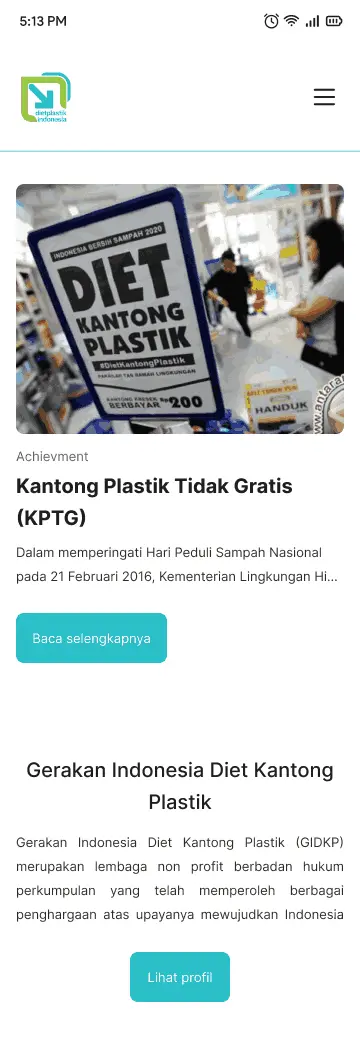 5:13 PM
dietplastik
indonesia
INDONESIA BERSIH SAMPAH 2020
DIET
KANTONG
PLASTIK
#DietKantongPlastik
KANTONG KRESEK Rp200
BERBAYAR
HANDUK
antara
Achievment
Kantong Plastik Tidak Gratis
(KPTG)
Dalam memperingati Hari Peduli Sampah Nasional
pada 21 Februari 2016, Kementerian Lingkungan Hi...
Baca selengkapnya
Gerakan Indonesia Diet Kantong
Plastik
Gerakan Indonesia Diet Kantong Plastik (GIDKP)
merupakan lembaga non profit berbadan hukum
perkumpulan yang telah memperoleh berbagai
penghargaan atas upayanya mewujudkan Indonesia
Lihat profil